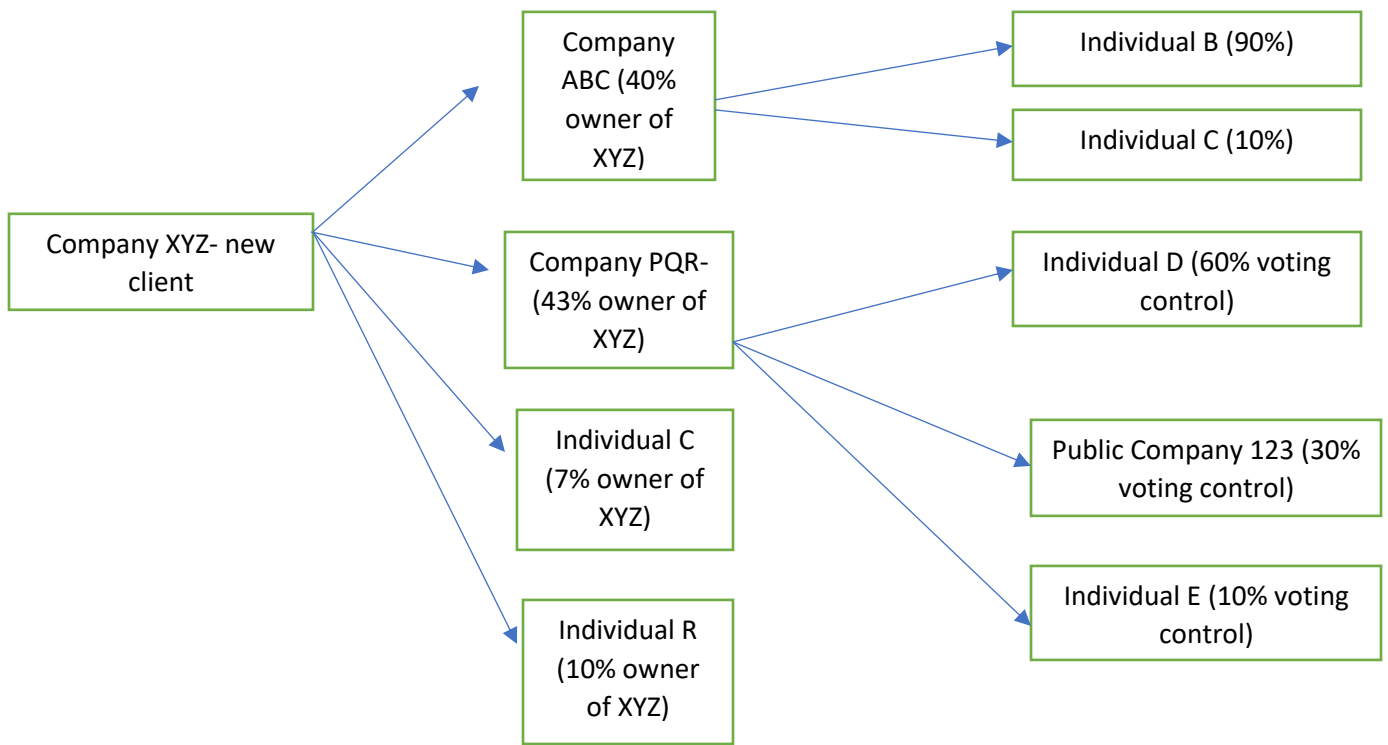 Company XYZ- new
client
Company
ABC (40%
owner of
XYZ)
Company PQR-
(43% owner of
XYZ)
Individual C
(7% owner of
XYZ)
Individual R
(10% owner
of XYZ)
Individual B (90%)
Individual C (10%)
Individual D (60% voting
control)
Public Company 123 (30%
voting control)
Individual E (10% voting
control)